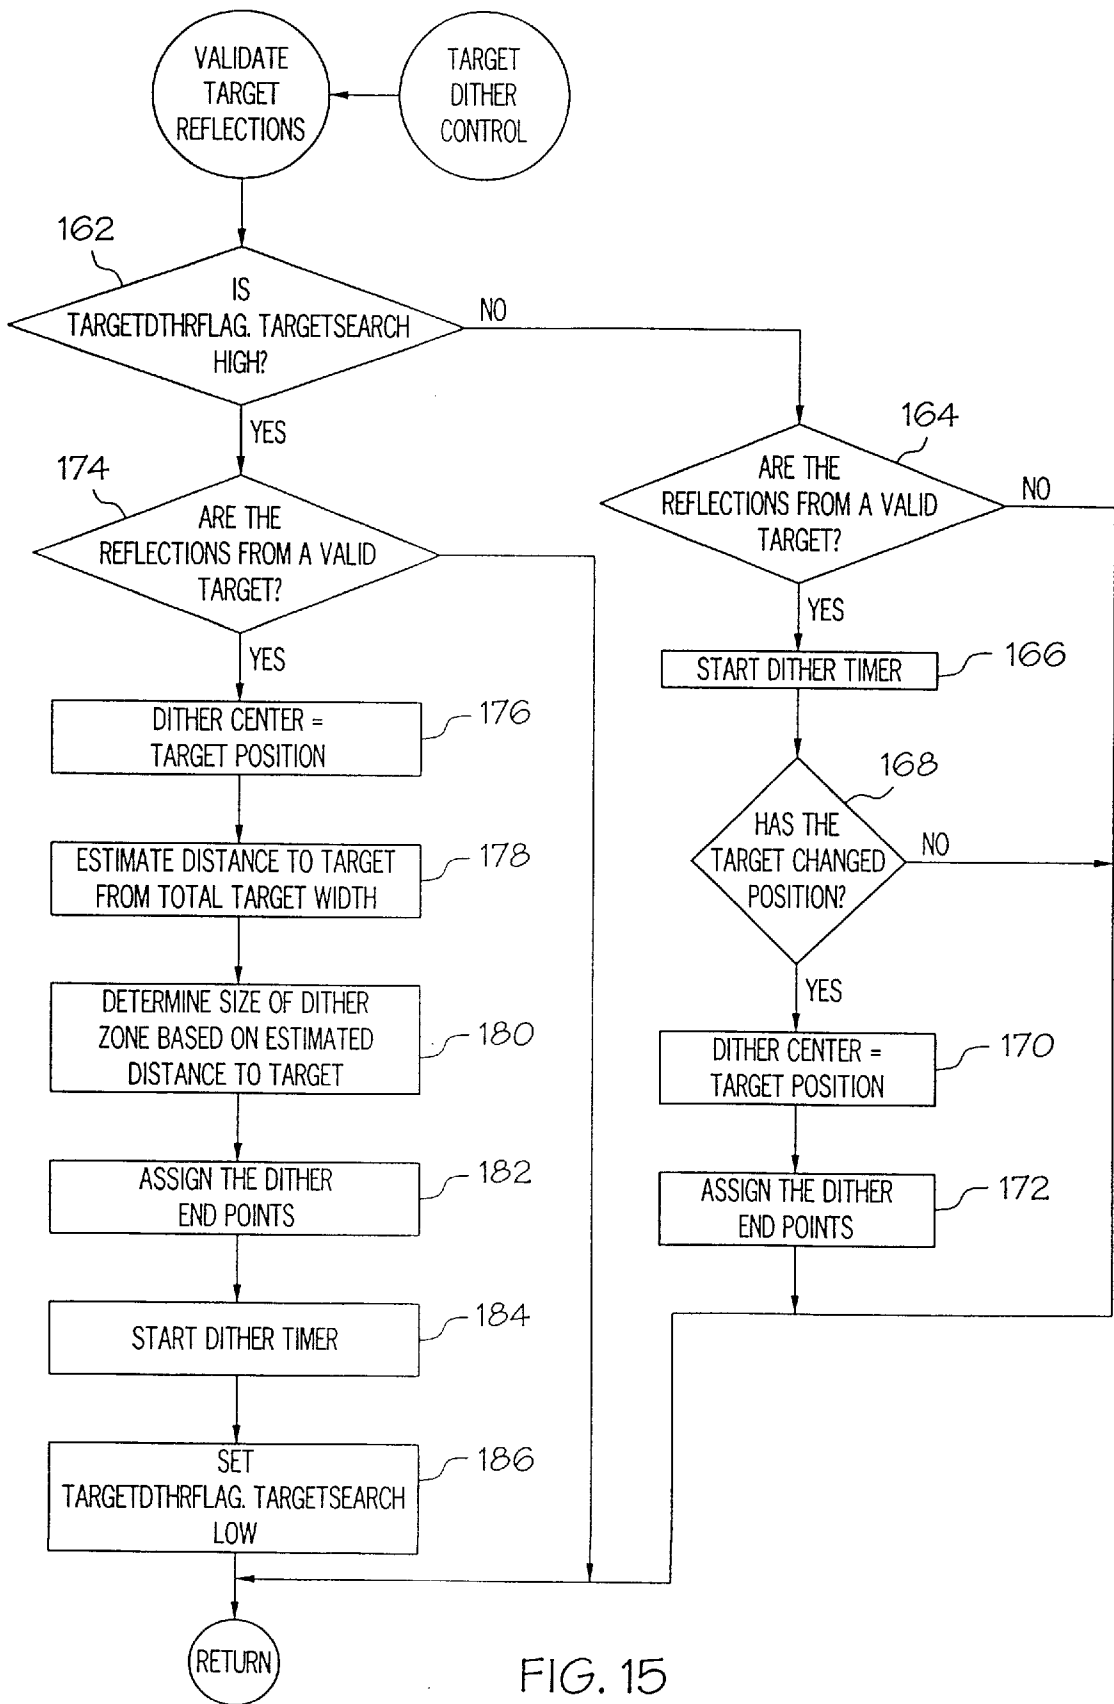 VALIDATE
TARGET
REFLECTIONS
TARGET
DITHER
CONTROL
162
IS
TARGETDTHRFLAG. TARGETSEARCH
HIGH?
NO
YES
164
ARE THE
REFLECTIONS FROM A VALID
TARGET?
NO
YES
174
ARE THE
REFLECTIONS FROM A VALID
TARGET?
YES
START DITHER TIMER
166
DITHER CENTER =
TARGET POSITION
176
168
HAS THE
TARGET CHANGED
POSITION?
NO
YES
ESTIMATE DISTANCE TO TARGET
FROM TOTAL TARGET WIDTH
178
DETERMINE SIZE OF DITHER
ZONE BASED ON ESTIMATED
DISTANCE TO TARGET
180
DITHER CENTER =
TARGET POSITION
170
ASSIGN THE DITHER
END POINTS
182
ASSIGN THE DITHER
END POINTS
172
START DITHER TIMER
184
SET
TARGETDTHRFLAG. TARGETSEARCH
LOW
186
RETURN
FIG. 15